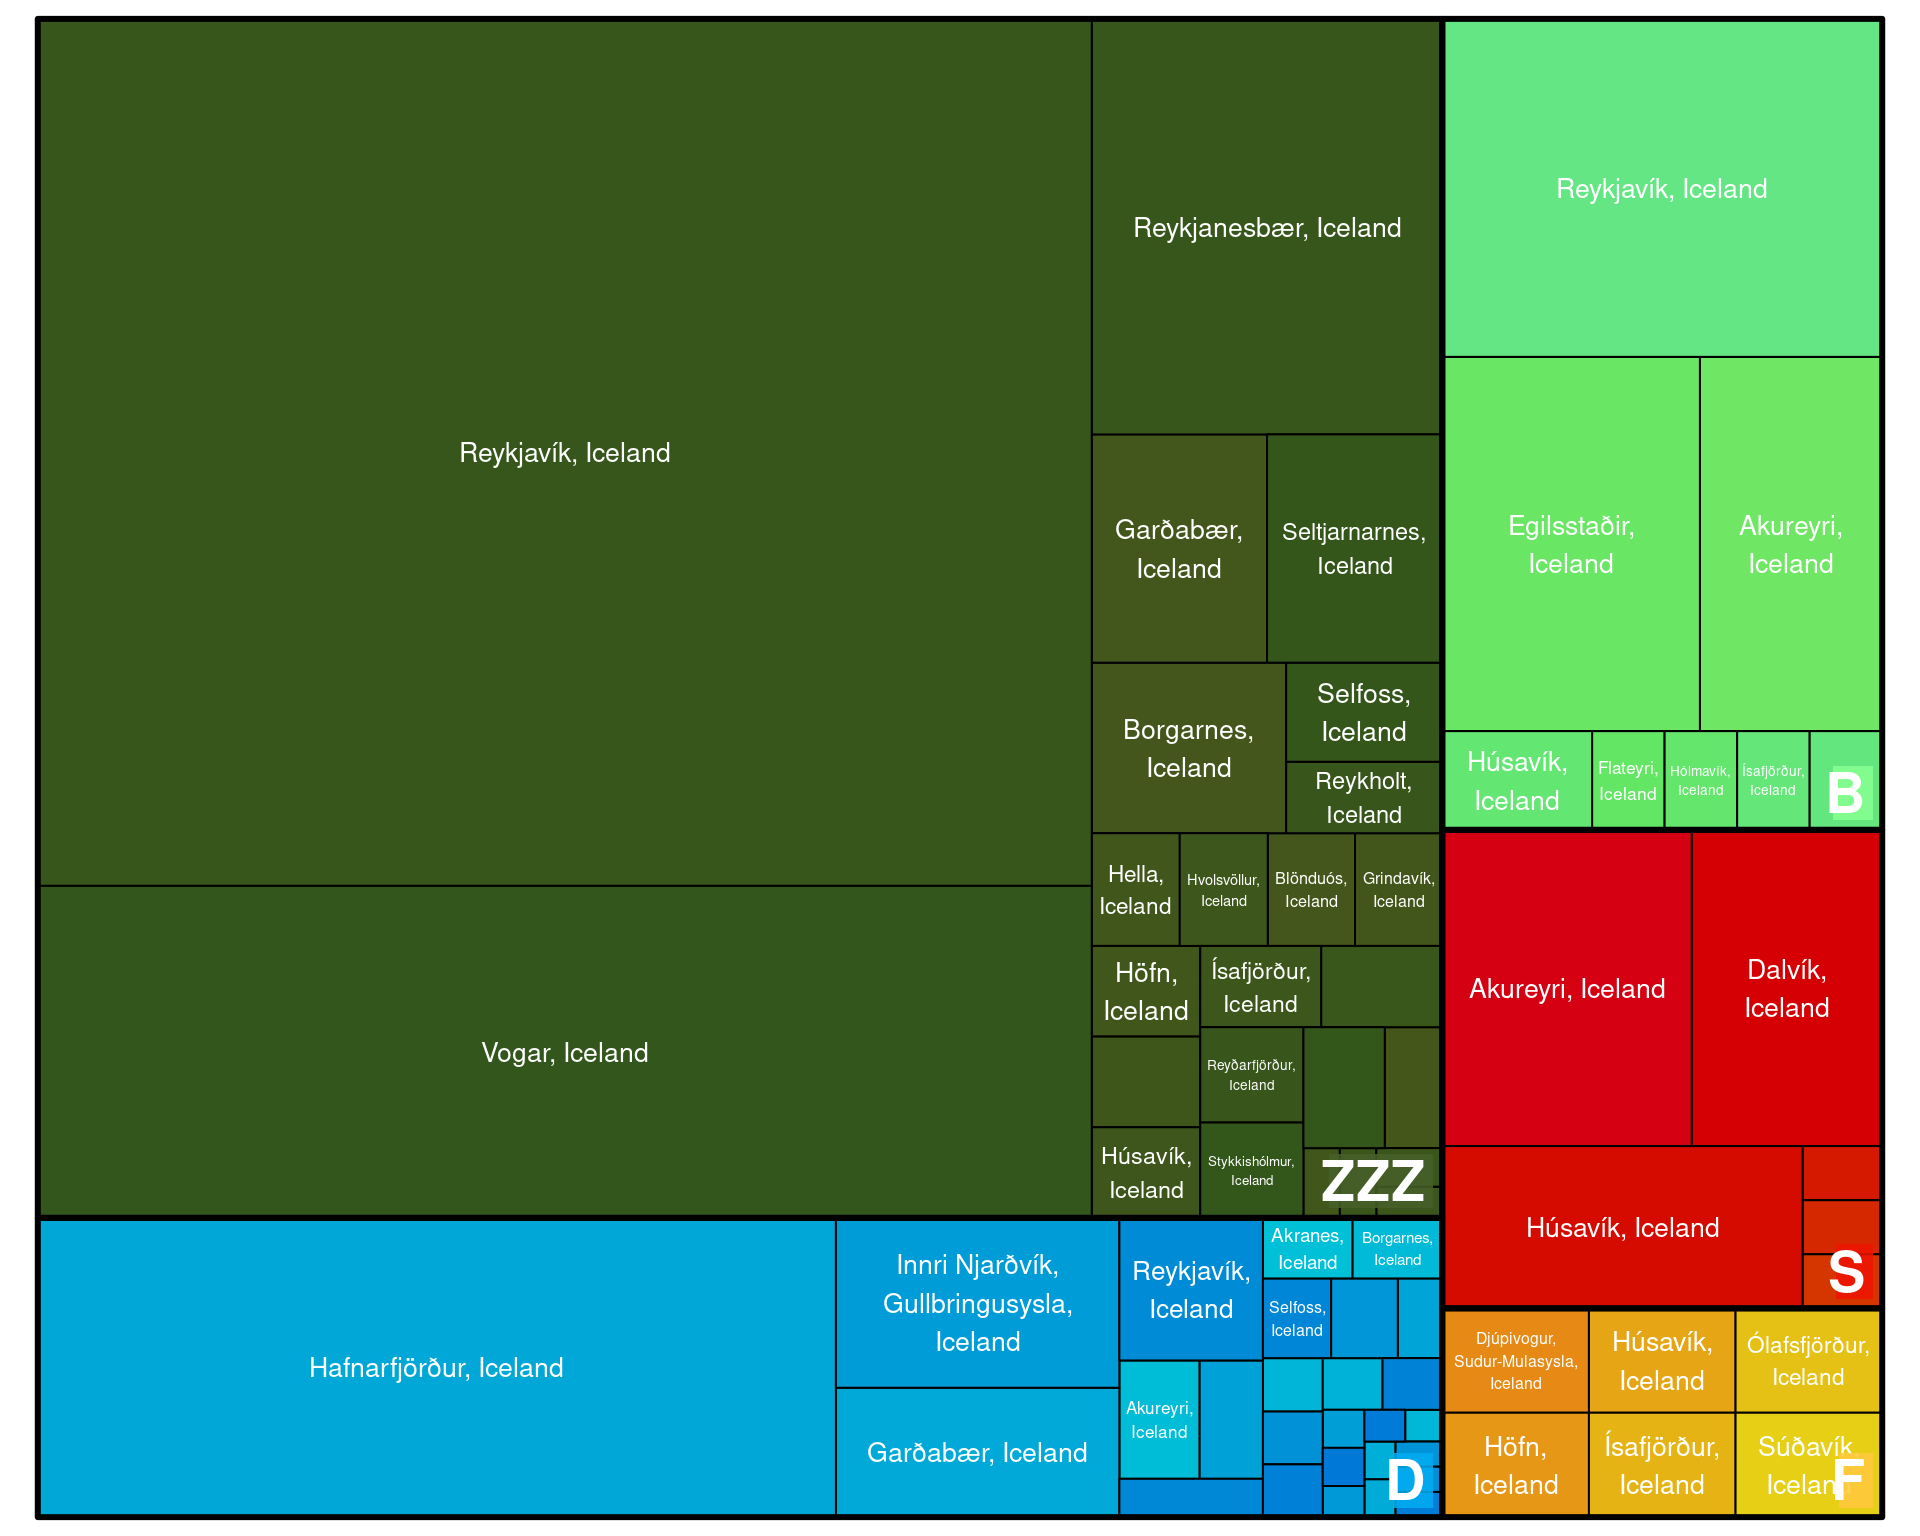 Reykjavík, Iceland
Vogar, Iceland
Reykjanesbær, Iceland
Garðabær,
Iceland
Seltjarnarnes,
Iceland
Borgarnes,
Iceland
Selfoss,
Iceland
Reykholt,
Iceland
Hella,
Iceland
Hvolsvöllur,
Iceland
Blönduós,
Iceland
Grindavík,
Iceland
Höfn,
Iceland
Ísafjörður,
Iceland
Reyðarfjörður,
Iceland
Húsavík,
Iceland
Stykkishólmur,
Iceland
ZZZ
Hafnarfjörður, Iceland
Innri Njarðvík,
Gullbringusysla,
Iceland
Garðabær, Iceland
Reykjavík,
Iceland
Akureyri,
Iceland
Akranes,
Iceland
Borgarnes,
Iceland
Selfoss,
Iceland
D
Reykjavík, Iceland
Egilsstaðir,
Iceland
Akureyri,
Iceland
Húsavík,
Iceland
Flateyri,
Iceland
Hólmavík,
Iceland
Ísafjörður,
Iceland
B
Akureyri, Iceland
Dalvík,
Iceland
Húsavík, Iceland
S
Djúpivogur,
Sudur-Mulasysla,
Iceland
Húsavík,
Iceland
Ólafsfjörður,
Iceland
Höfn,
Iceland
Ísafjörður,
Iceland
Súðavík,
Iceland
F